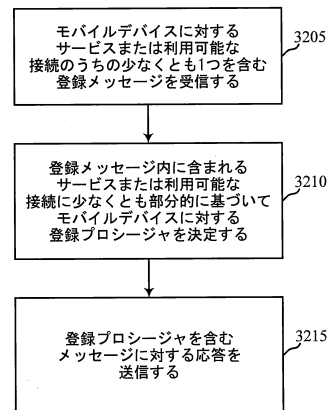 モバイルデバイスに対する
サービスまたは利用可能な
接続のうちの少なくとも1つを含む
登録メッセージを受信する
3205
登録メッセージ内に含まれる
サービスまたは利用可能な
接続に少なくとも部分的に基づいて
モバイルデバイスに対する
登録プロシージャを決定する
3210
登録プロシージャを含む
メッセージに対する応答を
送信する
3215